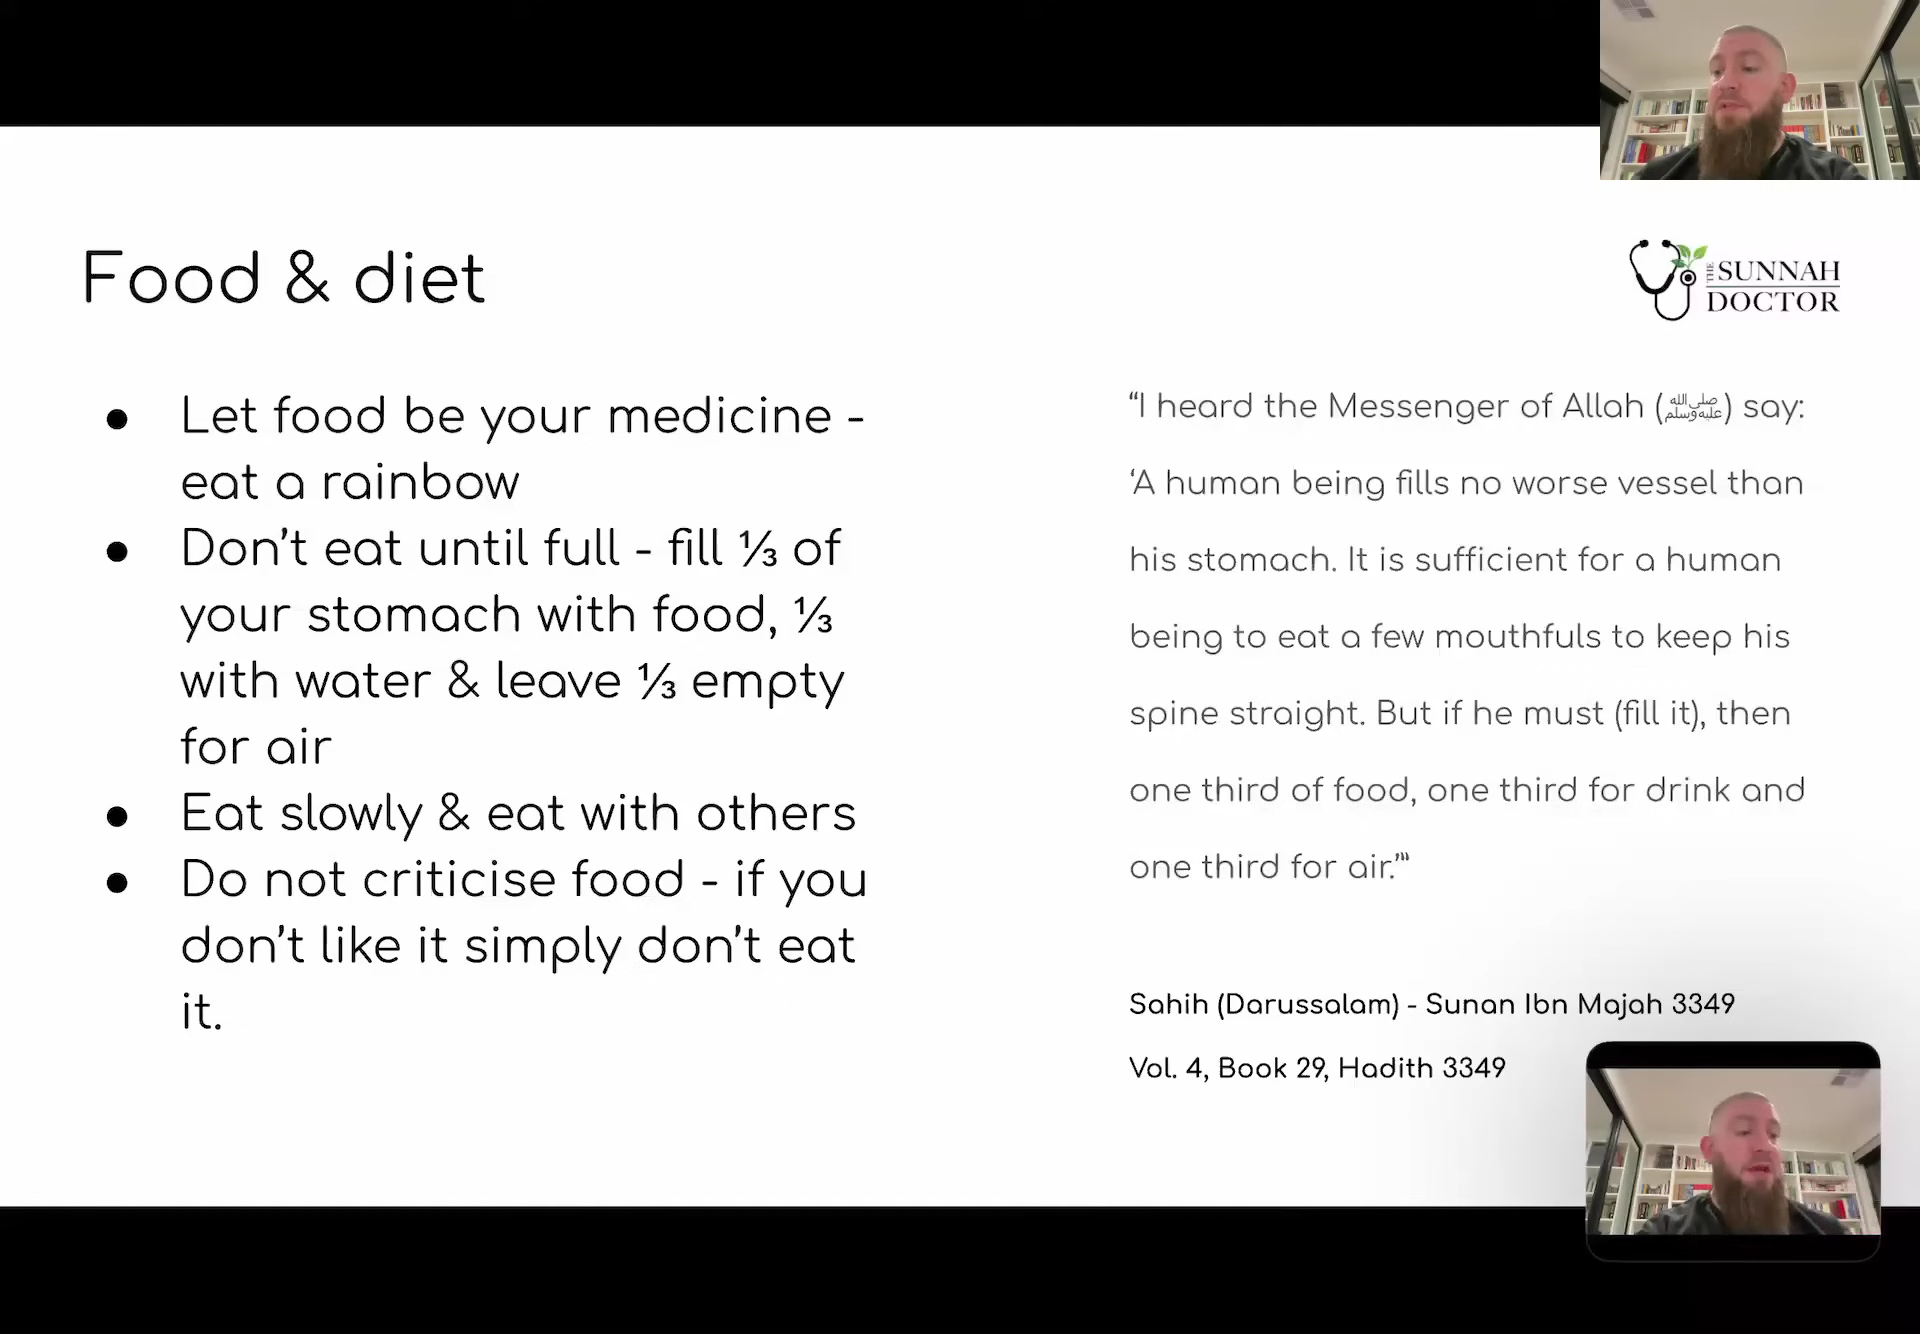 Food & diet
THE SUNNAH
DOCTOR
● Let food be your medicine -
eat a rainbow
● Don't eat until full - fill ⅓ of
your stomach with food, ⅓
with water & leave ⅓ empty
for air
● Eat slowly & eat with others
● Do not criticise food - if you
don't like it simply don't eat
it.
“I heard the Messenger of Allah (ﷺ) say:
‘A human being fills no worse vessel than
his stomach. It is sufficient for a human
being to eat a few mouthfuls to keep his
spine straight. But if he must (fill it), then
one third of food, one third for drink and
one third for air.’”
Sahih (Darussalam) - Sunan Ibn Majah 3349
Vol. 4, Book 29, Hadith 3349